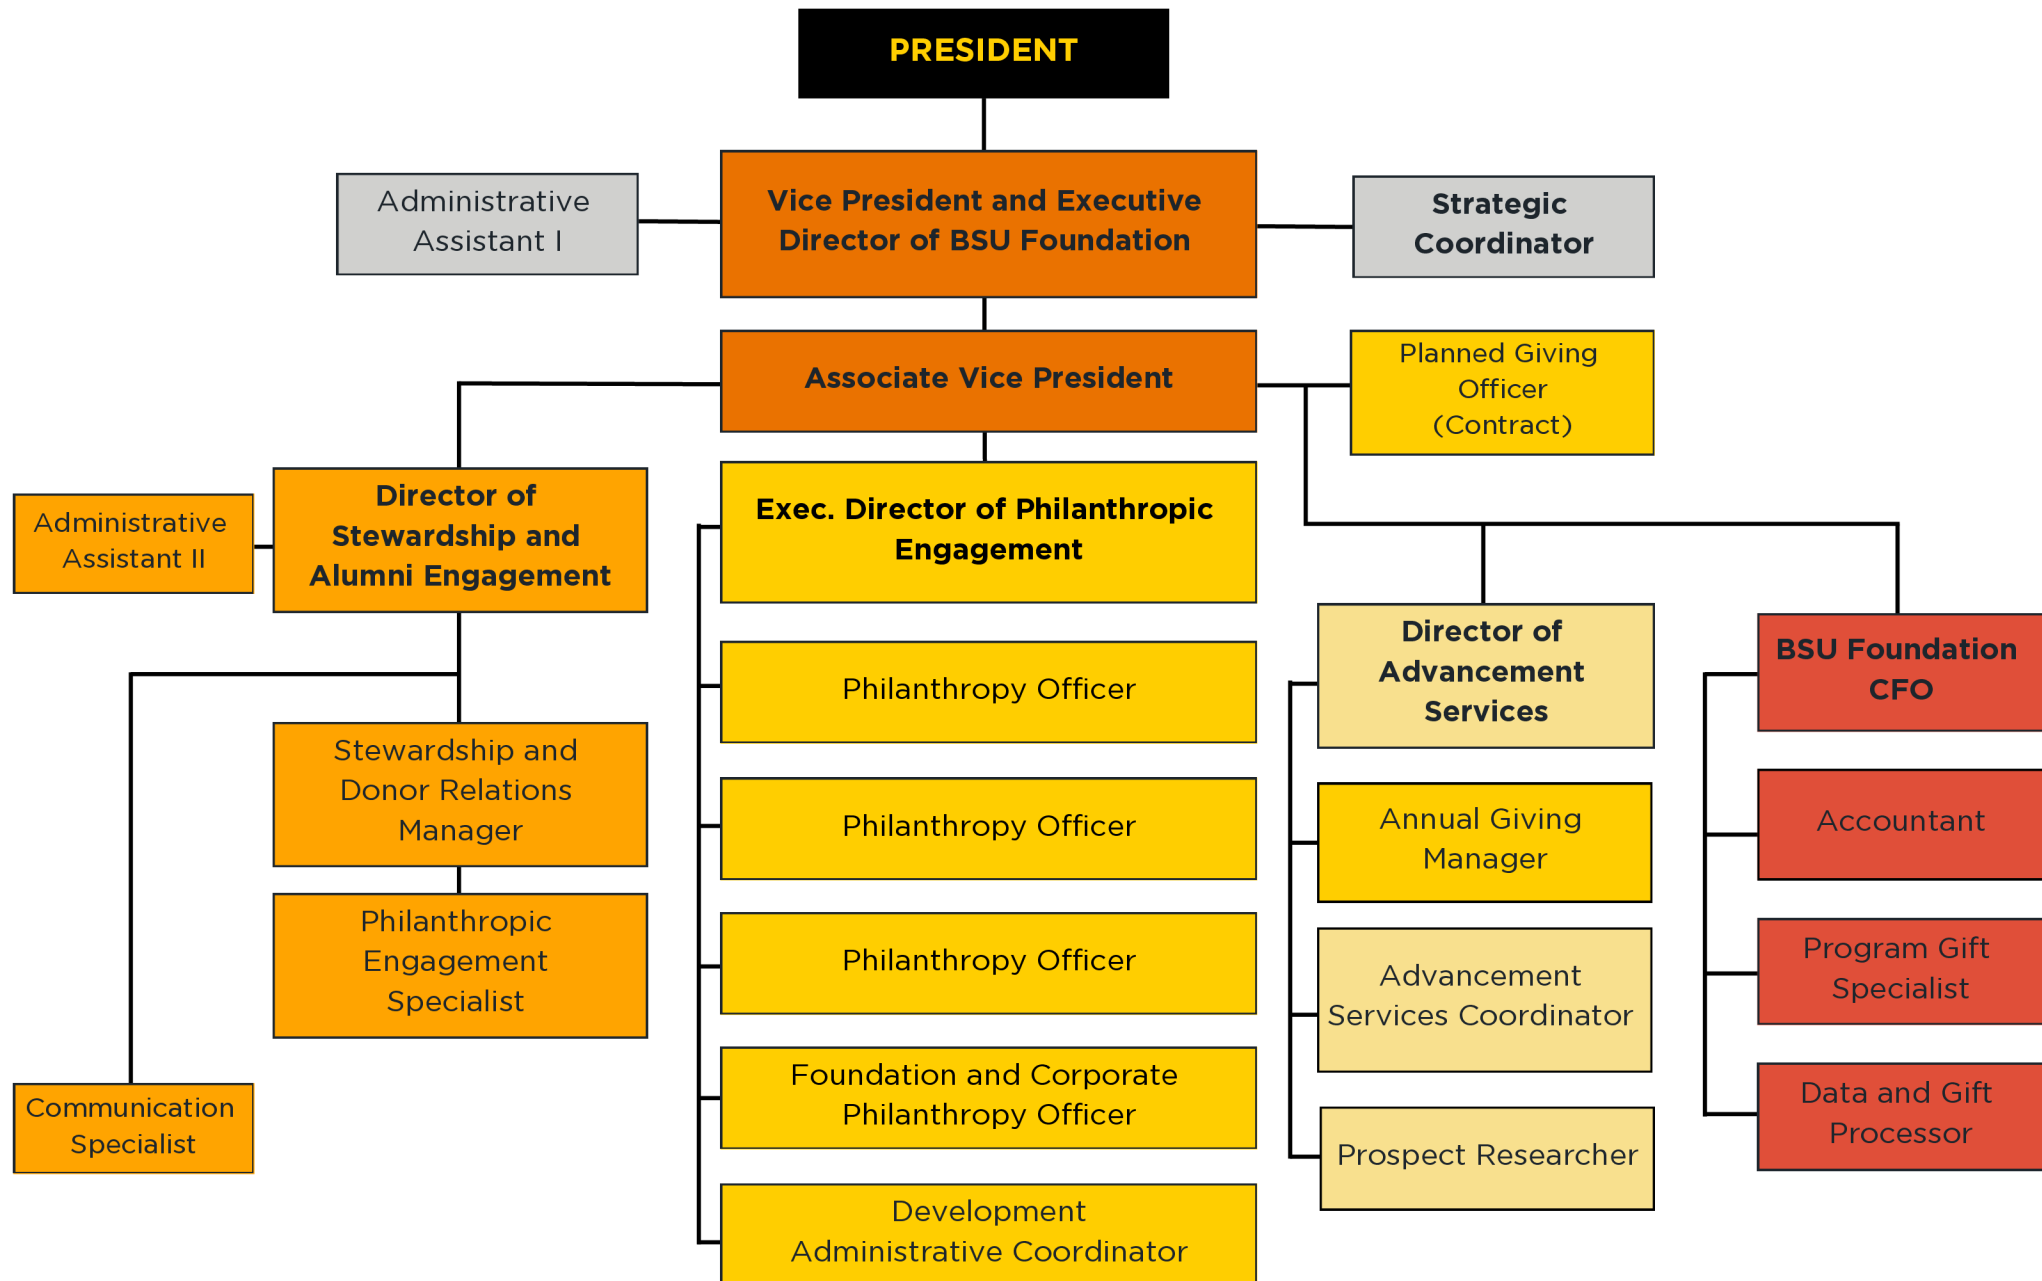 PRESIDENT
Administrative
Assistant I
Vice President and Executive
Director of BSU Foundation
Strategic
Coordinator
Associate Vice President
Planned Giving
Officer
(Contract)
Administrative
Assistant II
Director of
Stewardship and
Alumni Engagement
Stewardship and
Donor Relations
Manager
Philanthropic
Engagement
Specialist
Communication
Specialist
Exec. Director of Philanthropic
Engagement
Philanthropy Officer
Philanthropy Officer
Philanthropy Officer
Foundation and Corporate
Philanthropy Officer
Development
Administrative Coordinator
Director of
Advancement
Services
Annual Giving
Manager
Advancement
Services Coordinator
Prospect Researcher
BSU Foundation
CFO
Accountant
Program Gift
Specialist
Data and Gift
Processor